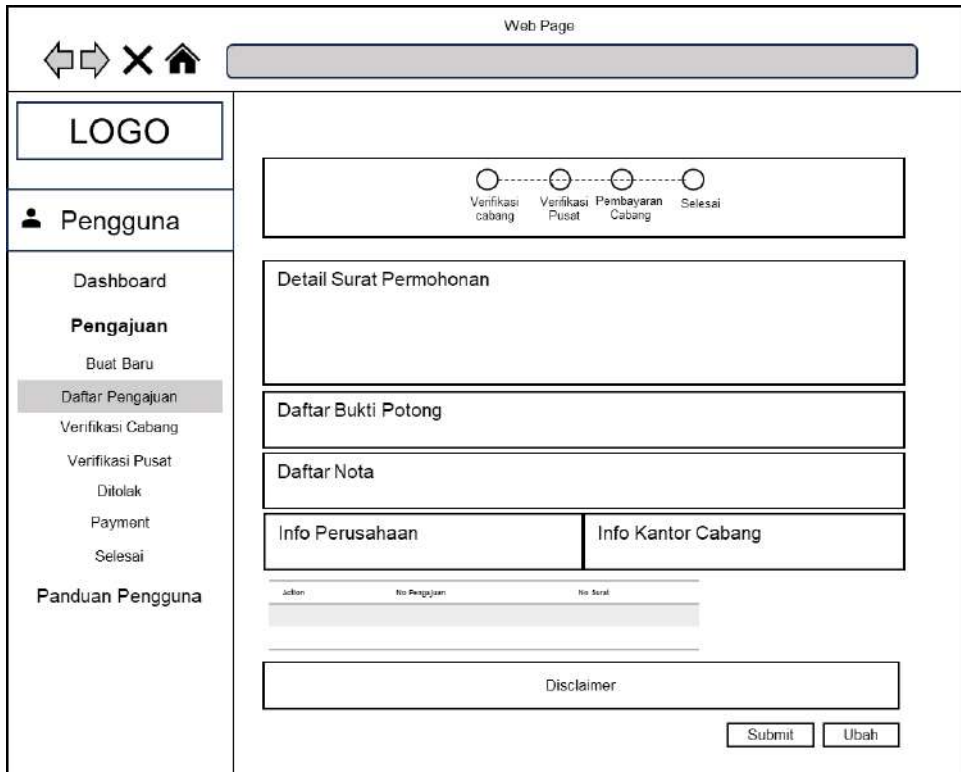 Web Page
LOGO
Pengguna
Dashboard
Pengajuan
Buat Baru
Daftar Pengajuan
Verifikasi Cabang
Verifikasi Pusat
Ditolak
Payment
Selesai
Panduan Pengguna
Verifikasi
cabang
Verifikasi
Pusat
Pembayaran
Cabang
Selesai
Detail Surat Permohonan
Daftar Bukti Potong
Daftar Nota
Info Perusahaan
Info Kantor Cabang
Action No Pengajuan No Surat
Disclaimer
Submit Ubah